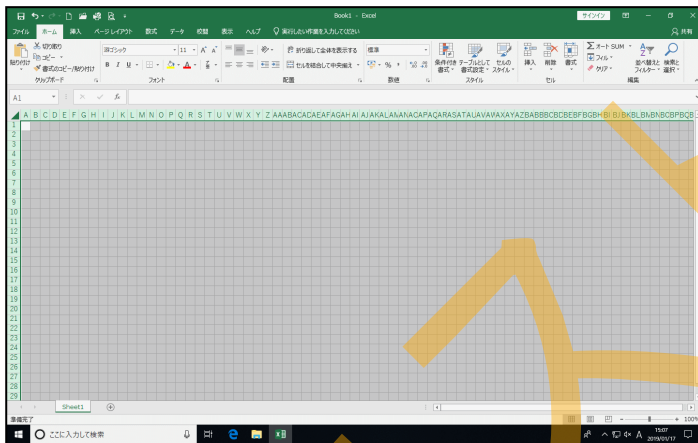 Book1 - Excel
サインイン
ファイル ホーム 挿入 ページレイアウト 数式 データ 校閲 表示 ヘルプ 実行したい作業を入力してください 共有
切り取り
コピー
書式のコピー/貼り付け
貼り付け
クリップボード
游ゴシック 11 A A
B I U A
フォント
折り返して全体を表示する
セルを結合して中央揃え
配置
標準
% ,
数値
条件付き 書式
テーブルとして 書式設定
セルの スタイル
スタイル
挿入 削除 書式
セル
Σ オート SUM
フィル
クリア
並べ替えと フィルター
検索と 選択
編集
A1 fx
A B C D E F G H I J K L M N O P Q R S T U V W X Y Z
1
2
3
4
5
6
7
8
9
10
11
12
13
14
15
16
17
18
19
20
21
22
23
24
25
26
27
28
29
Sheet1
準備完了 100%
ここに入力して検索
A
15:07
2019/01/17